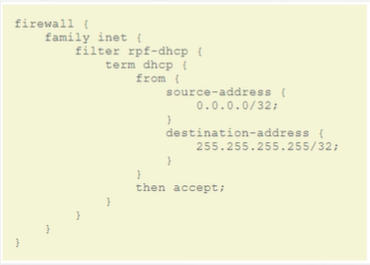 firewall {
    family inet {
        filter rpf-dhcp {
            term dhcp {
                from {
                    source-address {
                        0.0.0.0/32;
                    }
                    destination-address {
                        255.255.255.255/32;
                    }
                }
                then accept;
            }
        }
    }
}